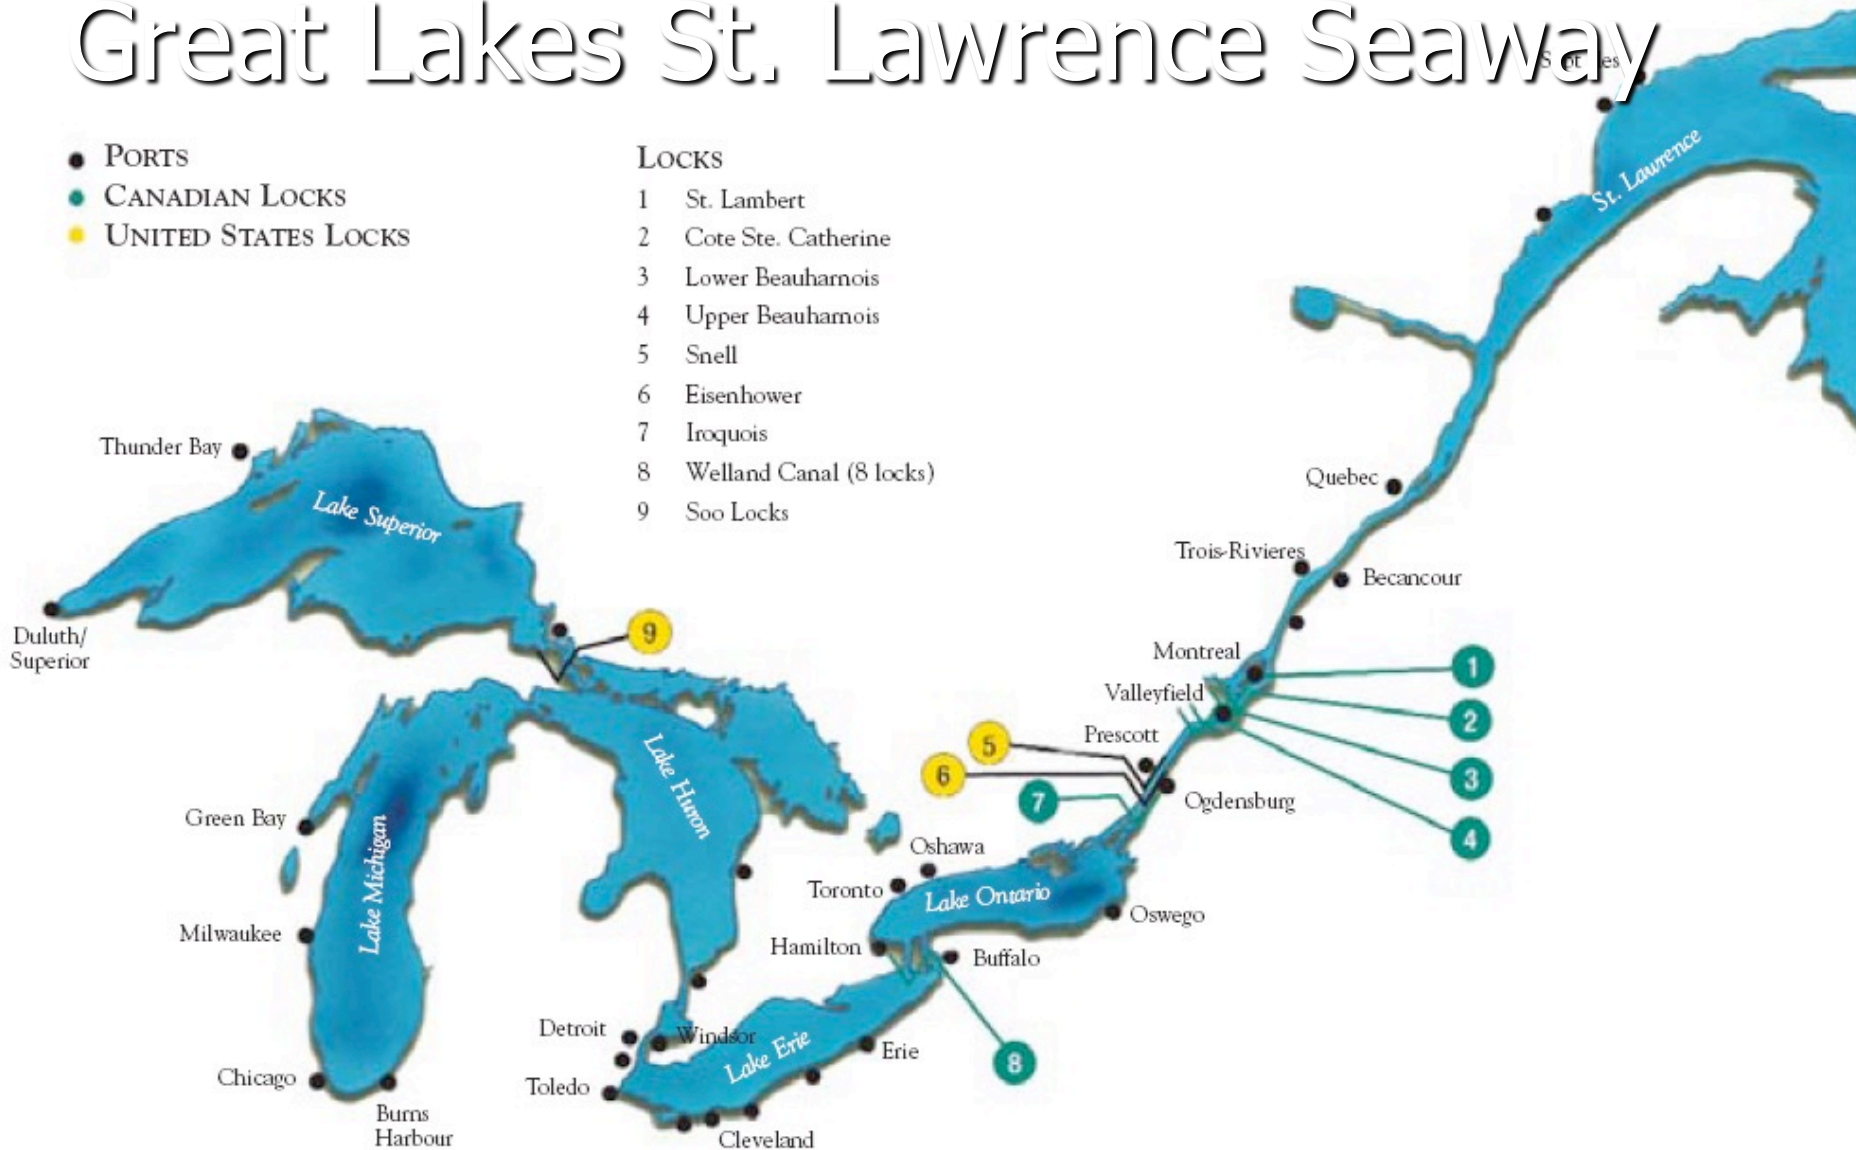 Great Lakes St. Lawrence Seaway
PORTS
CANADIAN LOCKS
UNITED STATES LOCKS
LOCKS
1 St. Lambert
2 Cote Ste. Catherine
3 Lower Beauharnois
4 Upper Beauharnois
5 Snell
6 Eisenhower
7 Iroquois
8 Welland Canal (8 locks)
9 Soo Locks
St. Lawrence
Thunder Bay
Lake Superior
Duluth/
Superior
9
Quebec
Trois-Rivieres
Becancour
Montreal
1
Valleyfield
2
Prescott
5
6
3
7
Ogdensburg
4
Lake Huron
Green Bay
Lake Michigan
Oshawa
Toronto
Lake Ontario
Oswego
Milwaukee
Hamilton
Buffalo
Detroit
Windsor
Lake Erie
Erie
8
Chicago
Toledo
Burns
Harbour
Cleveland